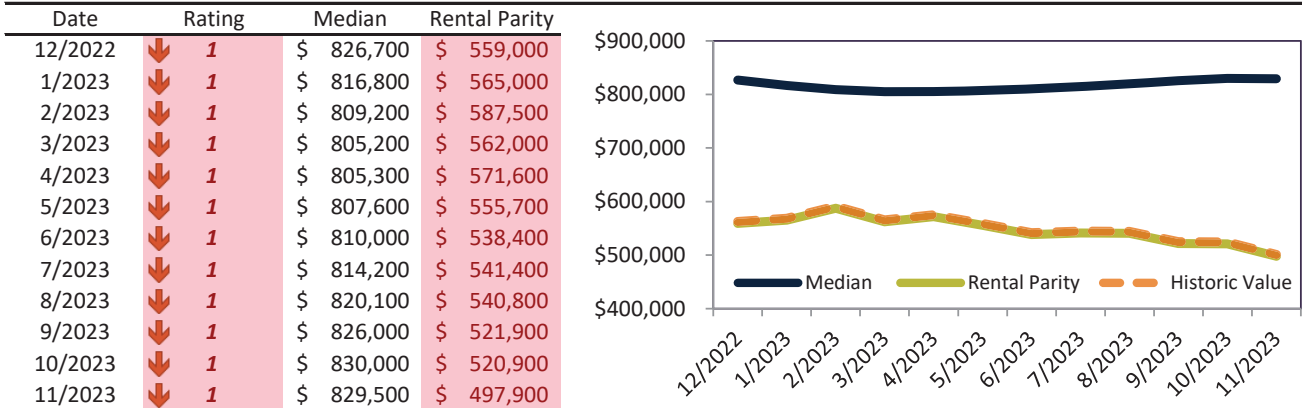 Date Rating Median Rental Parity
12/2022 1 $ 826,700 $ 559,000
1/2023 1 $ 816,800 $ 565,000
2/2023 1 $ 809,200 $ 587,500
3/2023 1 $ 805,200 $ 562,000
4/2023 1 $ 805,300 $ 571,600
5/2023 1 $ 807,600 $ 555,700
6/2023 1 $ 810,000 $ 538,400
7/2023 1 $ 814,200 $ 541,400
8/2023 1 $ 820,100 $ 540,800
9/2023 1 $ 826,000 $ 521,900
10/2023 1 $ 830,000 $ 520,900
11/2023 1 $ 829,500 $ 497,900
$900,000
$800,000
$700,000
$600,000
$500,000
$400,000
Median Rental Parity Historic Value
12/2022 1/2023 2/2023 3/2023 4/2023 5/2023 6/2023 7/2023 8/2023 9/2023 10/2023 11/2023